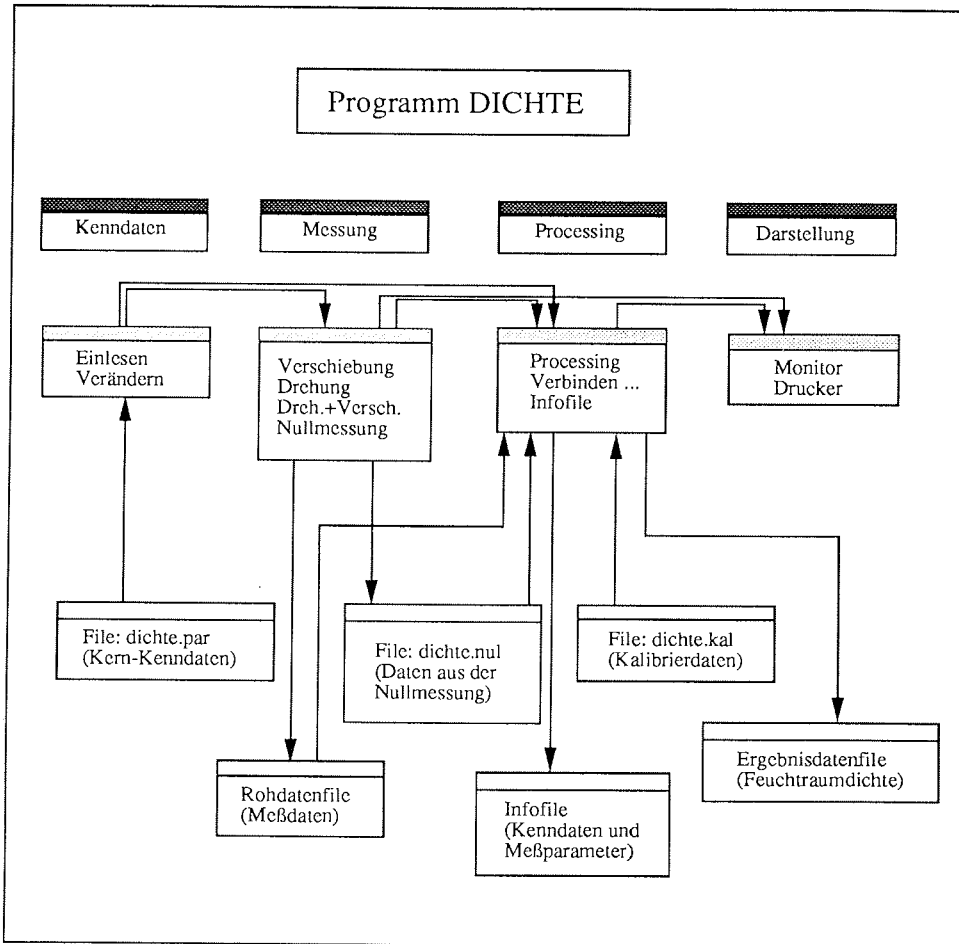 Programm DICHTE
Kenndaten
Messung
Processing
Darstellung
Einlesen
Verändern
Verschiebung
Drehung
Dreh.+Versch.
Nullmessung
Processing
Verbinden ...
Infofile
Monitor
Drucker
File: dichte.par
(Kern-Kenndaten)
File: dichte.nul
(Daten aus der
Nullmessung)
File: dichte.kal
(Kalibrierdaten)
Rohdatenfile
(Meßdaten)
Infofile
(Kenndaten und
Meßparameter)
Ergebnisdatenfile
(Feuchtraumdichte)